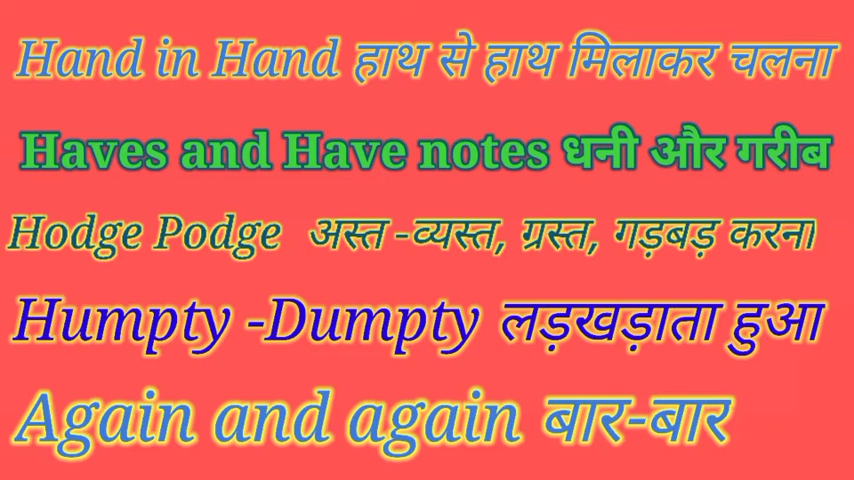 Hand in Hand हाथ से हाथ मिलाकर चलना
Haves and Have notes धनी और गरीब
Hodge Podge अस्त -व्यस्त, ग्रस्त, गड़बड़ करना
Humpty -Dumpty लड़खड़ाता हुआ
Again and again बार-बार